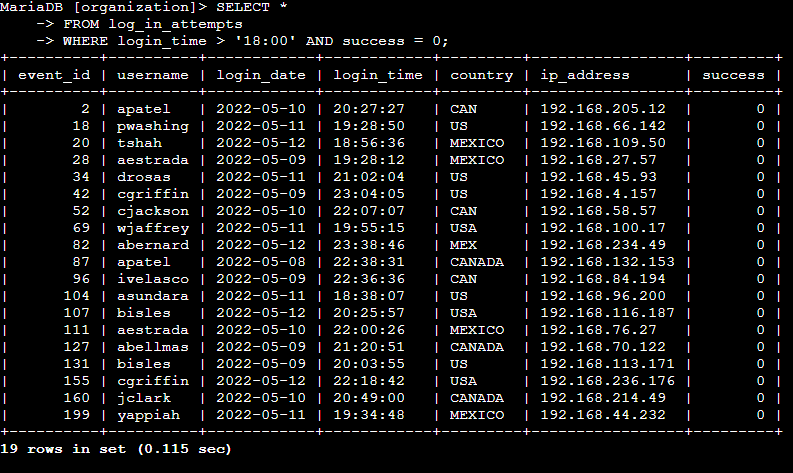 MariaDB [organization]> SELECT *
    -> FROM log_in_attempts
    -> WHERE login_time > '18:00' AND success = 0;
+----------+----------+------------+------------+---------+-----------------+---------+
| event_id | username | login_date | login_time | country | ip_address      | success |
+----------+----------+------------+------------+---------+-----------------+---------+
|        2 | apatel   | 2022-05-10 | 20:27:27   | CAN     | 192.168.205.12  |       0 |
|       18 | pwashing | 2022-05-11 | 19:28:50   | US      | 192.168.66.142  |       0 |
|       20 | tshah    | 2022-05-12 | 18:56:36   | MEXICO  | 192.168.109.50  |       0 |
|       28 | aestrada | 2022-05-09 | 19:28:12   | MEXICO  | 192.168.27.57   |       0 |
|       34 | drosas   | 2022-05-11 | 21:02:04   | US      | 192.168.45.93   |       0 |
|       42 | cgriffin | 2022-05-09 | 23:04:05   | US      | 192.168.4.157   |       0 |
|       52 | cjackson | 2022-05-10 | 22:07:07   | CAN     | 192.168.58.57   |       0 |
|       69 | wjaffrey | 2022-05-11 | 19:55:15   | USA     | 192.168.100.17  |       0 |
|       82 | abernard | 2022-05-12 | 23:38:46   | MEX     | 192.168.234.49  |       0 |
|       87 | apatel   | 2022-05-08 | 22:38:31   | CANADA  | 192.168.132.153 |       0 |
|       96 | ivelasco | 2022-05-09 | 22:36:36   | CAN     | 192.168.84.194  |       0 |
|      104 | asundara | 2022-05-11 | 18:38:07   | US      | 192.168.96.200  |       0 |
|      107 | bisles   | 2022-05-12 | 20:25:57   | USA     | 192.168.116.187 |       0 |
|      111 | aestrada | 2022-05-10 | 22:00:26   | MEXICO  | 192.168.76.27   |       0 |
|      127 | abellmas | 2022-05-09 | 21:20:51   | CANADA  | 192.168.70.122  |       0 |
|      131 | bisles   | 2022-05-09 | 20:03:55   | US      | 192.168.113.171 |       0 |
|      155 | cgriffin | 2022-05-12 | 22:18:42   | USA     | 192.168.236.176 |       0 |
|      160 | jclark   | 2022-05-10 | 20:49:00   | CANADA  | 192.168.214.49  |       0 |
|      199 | yappiah  | 2022-05-11 | 19:34:48   | MEXICO  | 192.168.44.232  |       0 |
+----------+----------+------------+------------+---------+-----------------+---------+
19 rows in set (0.115 sec)